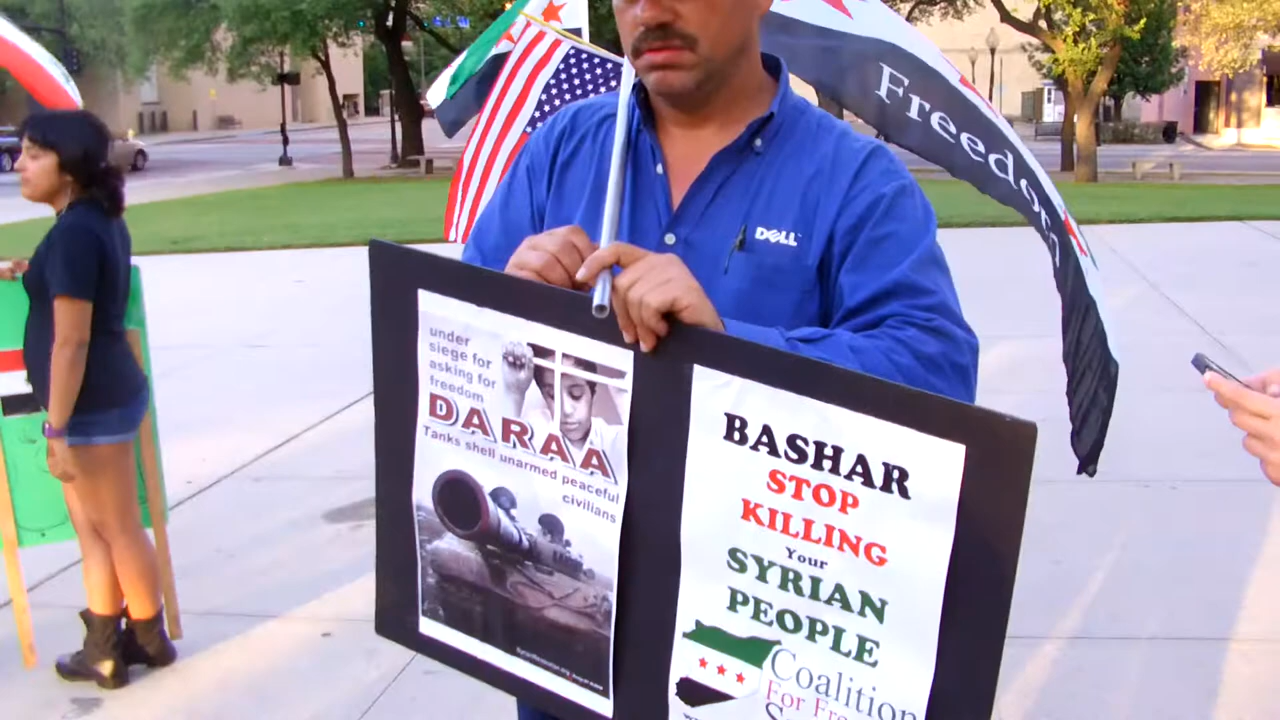 Freedom
DELL
under
siege for
asking for
freedom
DARAA
Tanks shell unarmed peaceful
civilians
BASHAR
STOP
KILLING
Your
SYRIAN
PEOPLE
Coalition
For Fre